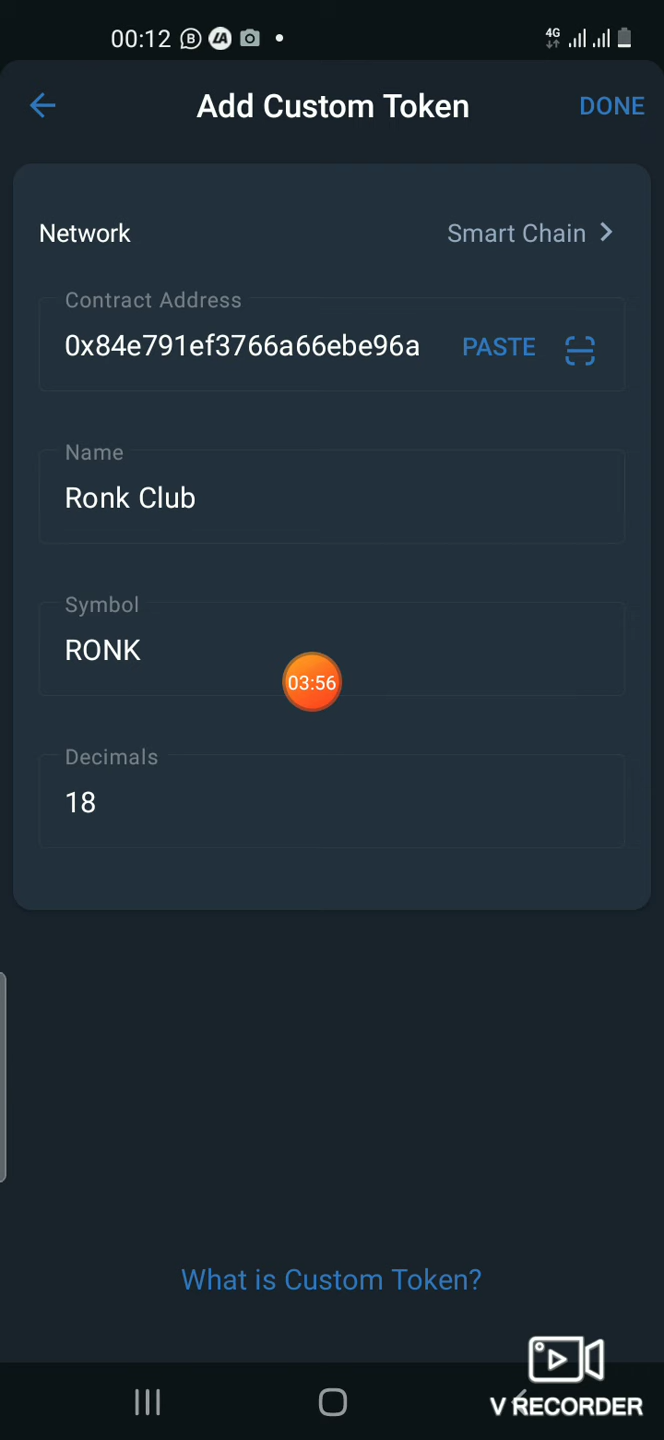 00:12
4G
Add Custom Token
DONE
Network
Smart Chain
Contract Address
0x84e791ef3766a66ebe96a
PASTE
Name
Ronk Club
Symbol
RONK
03:56
Decimals
18
What is Custom Token?
V RECORDER